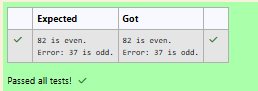 Expected Got
82 is even. 82 is even.
Error: 37 is odd. Error: 37 is odd.
Passed all tests!